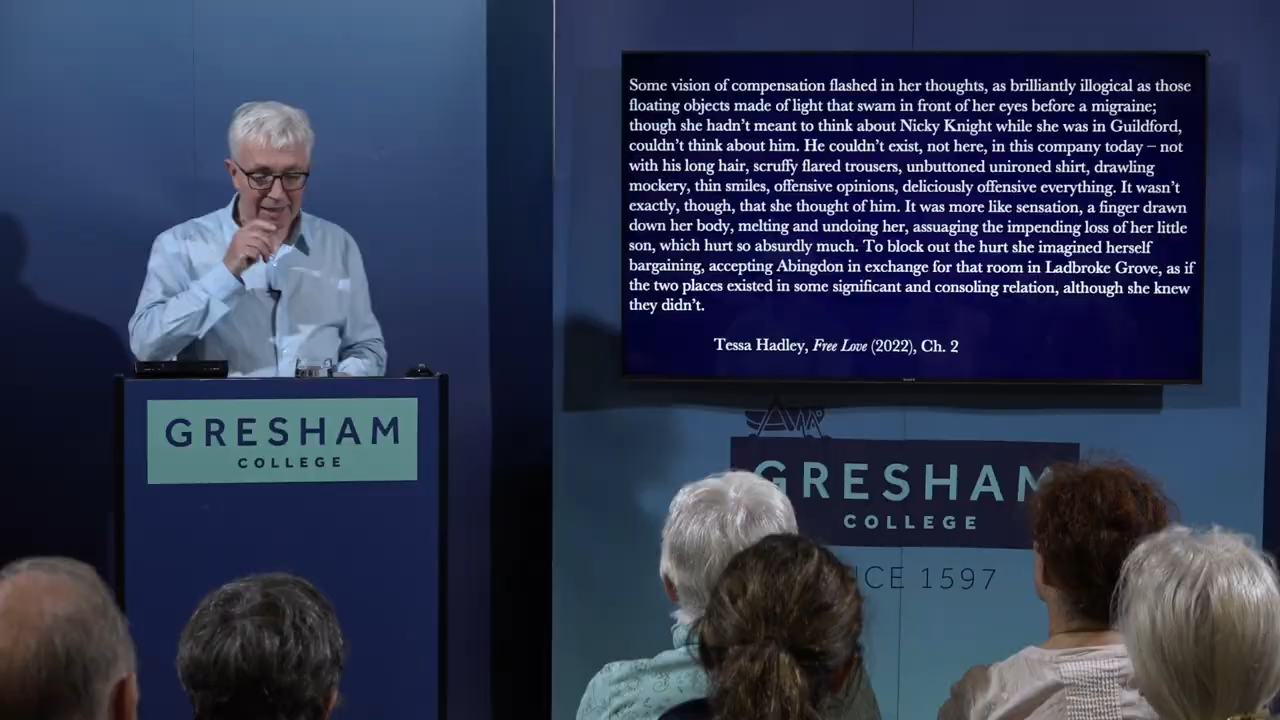 Some vision of compensation flashed in her thoughts, as brilliantly illogical as those
floating objects made of light that swam in front of her eyes before a migraine;
though she hadn't meant to think about Nicky Knight while she was in Guildford,
couldn't think about him. He couldn't exist, not here, in this company today – not
with his long hair, scruffy flared trousers, unbuttoned unironed shirt, drawling
mockery, thin smiles, offensive opinions, deliciously offensive everything. It wasn't
exactly, though, that she thought of him. It was more like sensation, a finger drawn
down her body, melting and undoing her, assuaging the impending loss of her little
son, which hurt so absurdly much. To block out the hurt she imagined herself
bargaining, accepting Abingdon in exchange for that room in Ladbroke Grove, as if
the two places existed in some significant and consoling relation, although she knew
they didn't.
Tessa Hadley, Free Love (2022), Ch. 2
GRESHAM
COLLEGE
GRESHAM
COLLEGE
1597